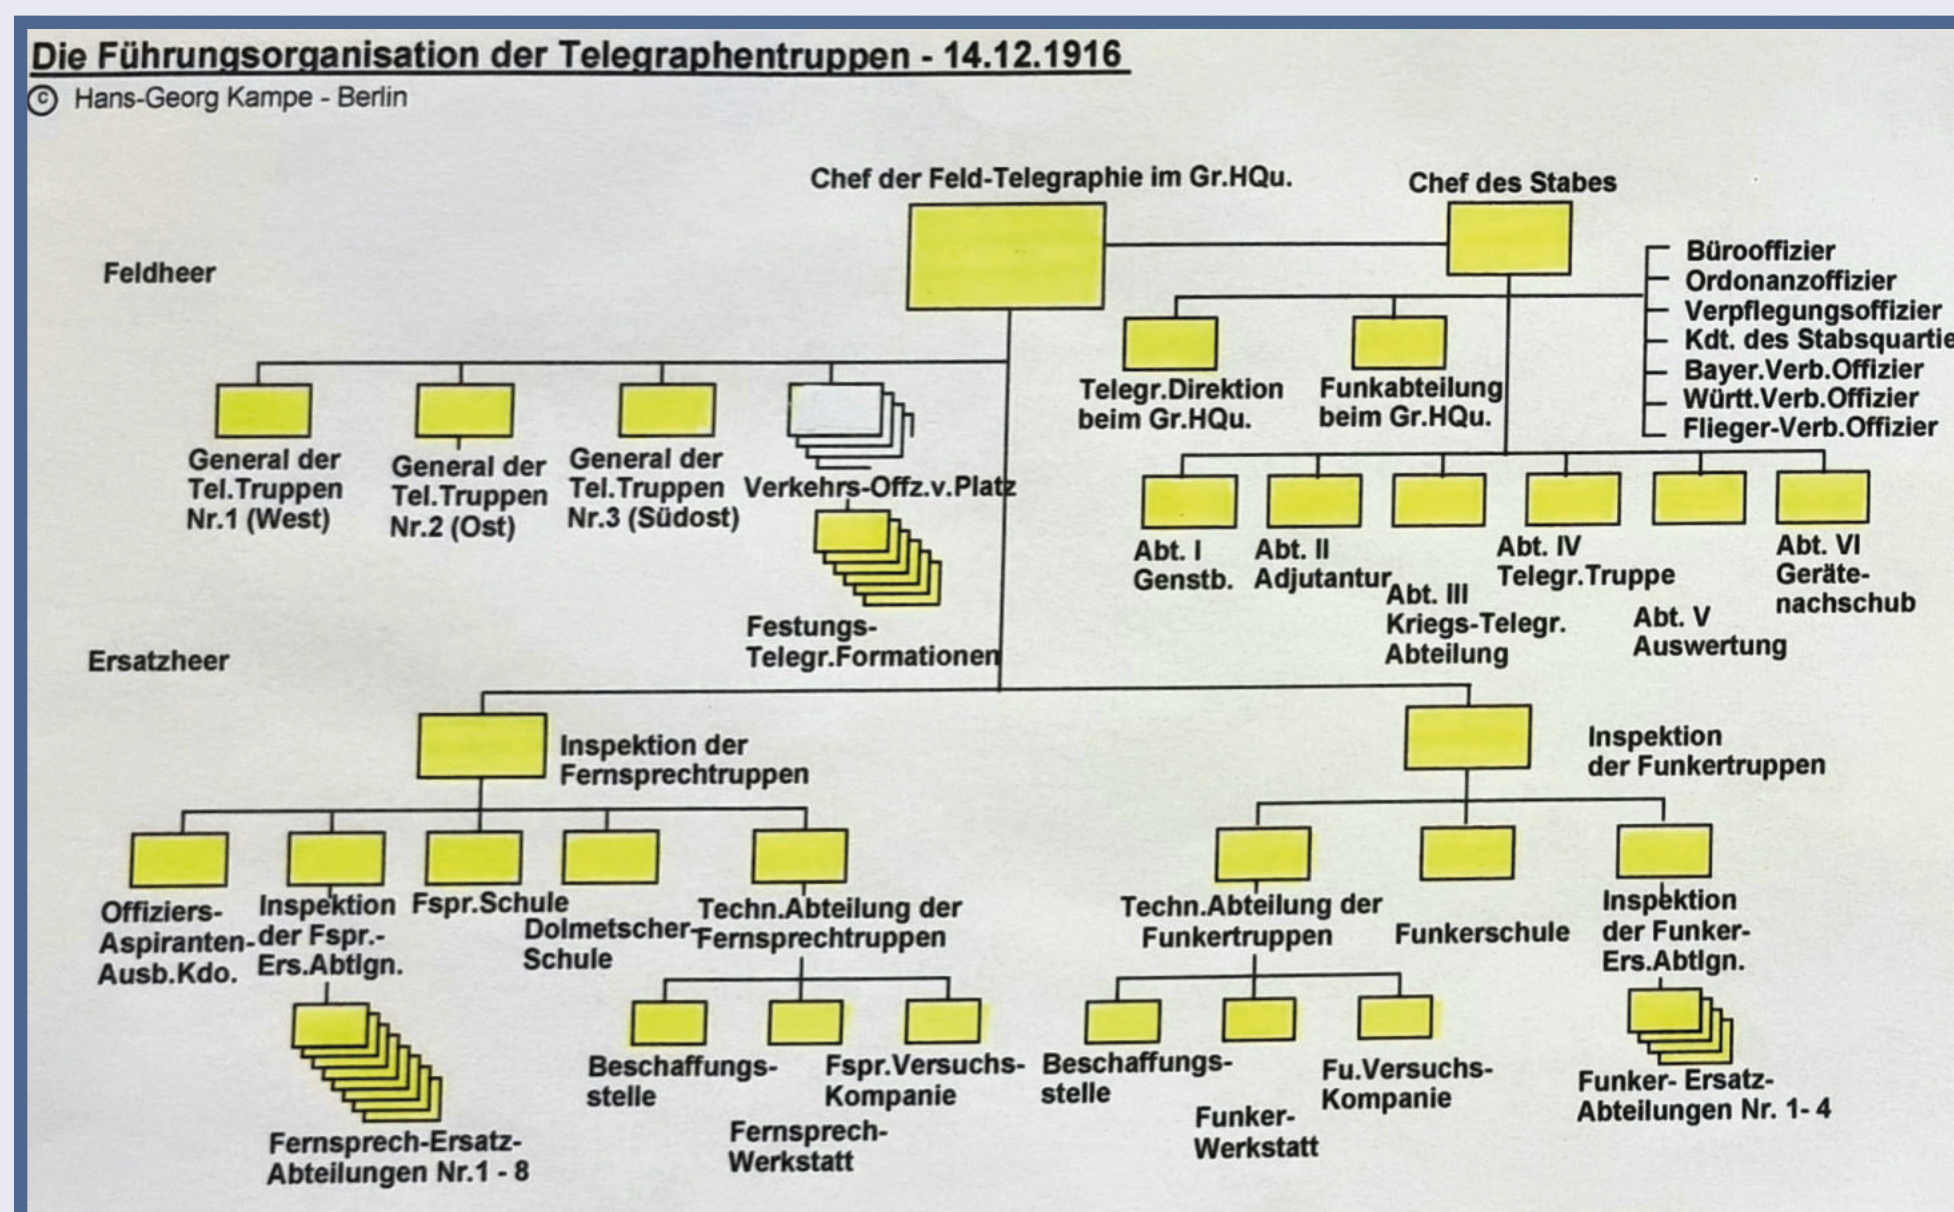 Die Führungsorganisation der Telegraphentruppen - 14.12.1916
© Hans-Georg Kampe - Berlin
Chef der Feld-Telegraphie im Gr.HQu.
Chef des Stabes
Feldheer
Bürooffizier
Ordonanzoffizier
Verpflegungsoffizier
Kdt. des Stabsquartie
Bayer.Verb.Offizier
Württ.Verb.Offizier
Flieger-Verb.Offizier
Telegr.Direktion
beim Gr.HQu.
Funkabteilung
beim Gr.HQu.
General der
Tel.Truppen
Nr.1 (West)
General der
Tel.Truppen
Nr.2 (Ost)
General der
Tel.Truppen
Nr.3 (Südost)
Verkehrs-Offz.v.Platz
Festungs-
Telegr.Formationen
Abt. I
Genstb.
Abt. II
Adjutantur
Abt. III
Kriegs-Telegr.
Abteilung
Abt. IV
Telegr.Truppe
Abt. V
Auswertung
Abt. VI
Geräte-
nachschub
Ersatzheer
Inspektion der
Fernsprechtruppen
Inspektion
der Funkertruppen
Offiziers-
Aspiranten-
Ausb.Kdo.
Inspektion
der Fspr.-
Ers.Abtlgn.
Fspr.Schule
Dolmetscher-
Schule
Techn.Abteilung der
Fernsprechtruppen
Techn.Abteilung der
Funkertruppen
Funkerschule
Inspektion
der Funker-
Ers.Abtlgn.
Fernsprech-Ersatz-
Abteilungen Nr.1 - 8
Beschaffungs-
stelle
Fernsprech-
Werkstatt
Fspr.Versuchs-
Kompanie
Beschaffungs-
stelle
Funker-
Werkstatt
Fu.Versuchs-
Kompanie
Funker- Ersatz-
Abteilungen Nr. 1- 4